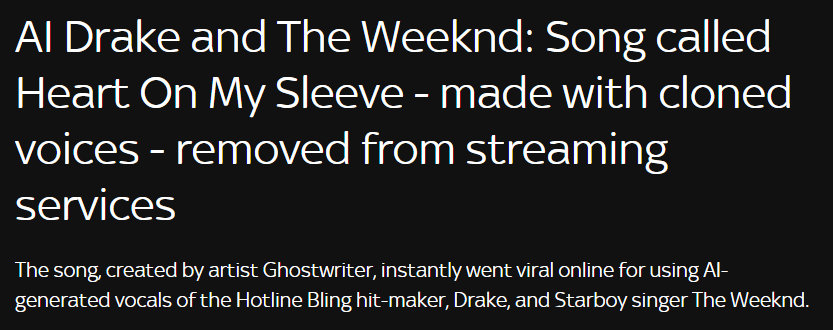 AI Drake and The Weeknd: Song called
Heart On My Sleeve - made with cloned
voices - removed from streaming
services
The song, created by artist Ghostwriter, instantly went viral online for using AI-
generated vocals of the Hotline Bling hit-maker, Drake, and Starboy singer The Weeknd.